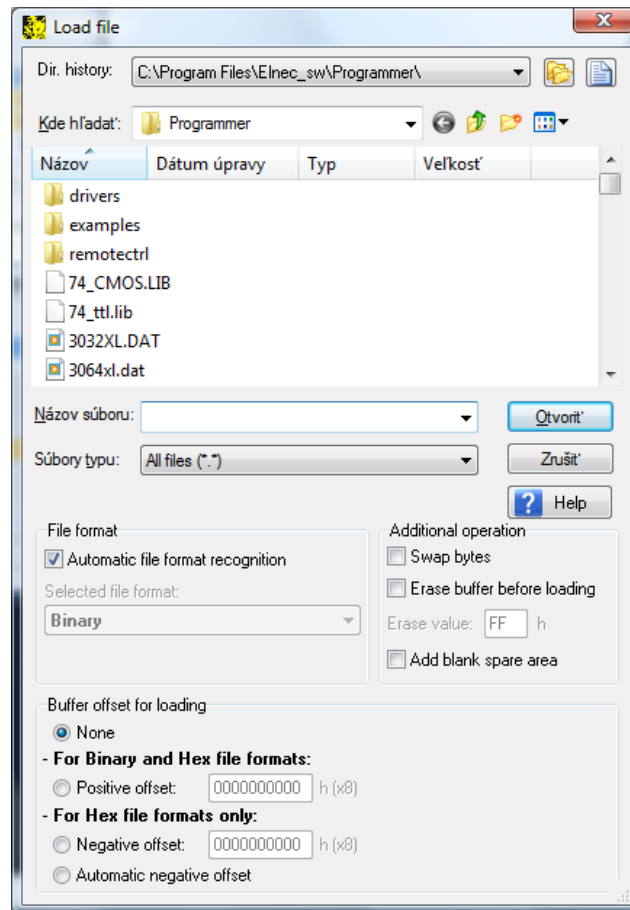 Load file
Dir. history: C:\Program Files\Elnec_sw\Programmer\
Kde hľadať: Programmer
Názov Dátum úpravy Typ Veľkosť
drivers
examples
remotectrl
74_CMOS.LIB
74_ttl.lib
3032XL.DAT
3064xl.dat
Názov súboru: Otvoriť
Súbory typu: All files (*.*) Zrušiť
? Help
File format
Automatic file format recognition
Selected file format:
Binary
Additional operation
Swap bytes
Erase buffer before loading
Erase value: FF h
Add blank spare area
Buffer offset for loading
None
- For Binary and Hex file formats:
Positive offset: 0000000000 h (x8)
- For Hex file formats only:
Negative offset: 0000000000 h (x8)
Automatic negative offset